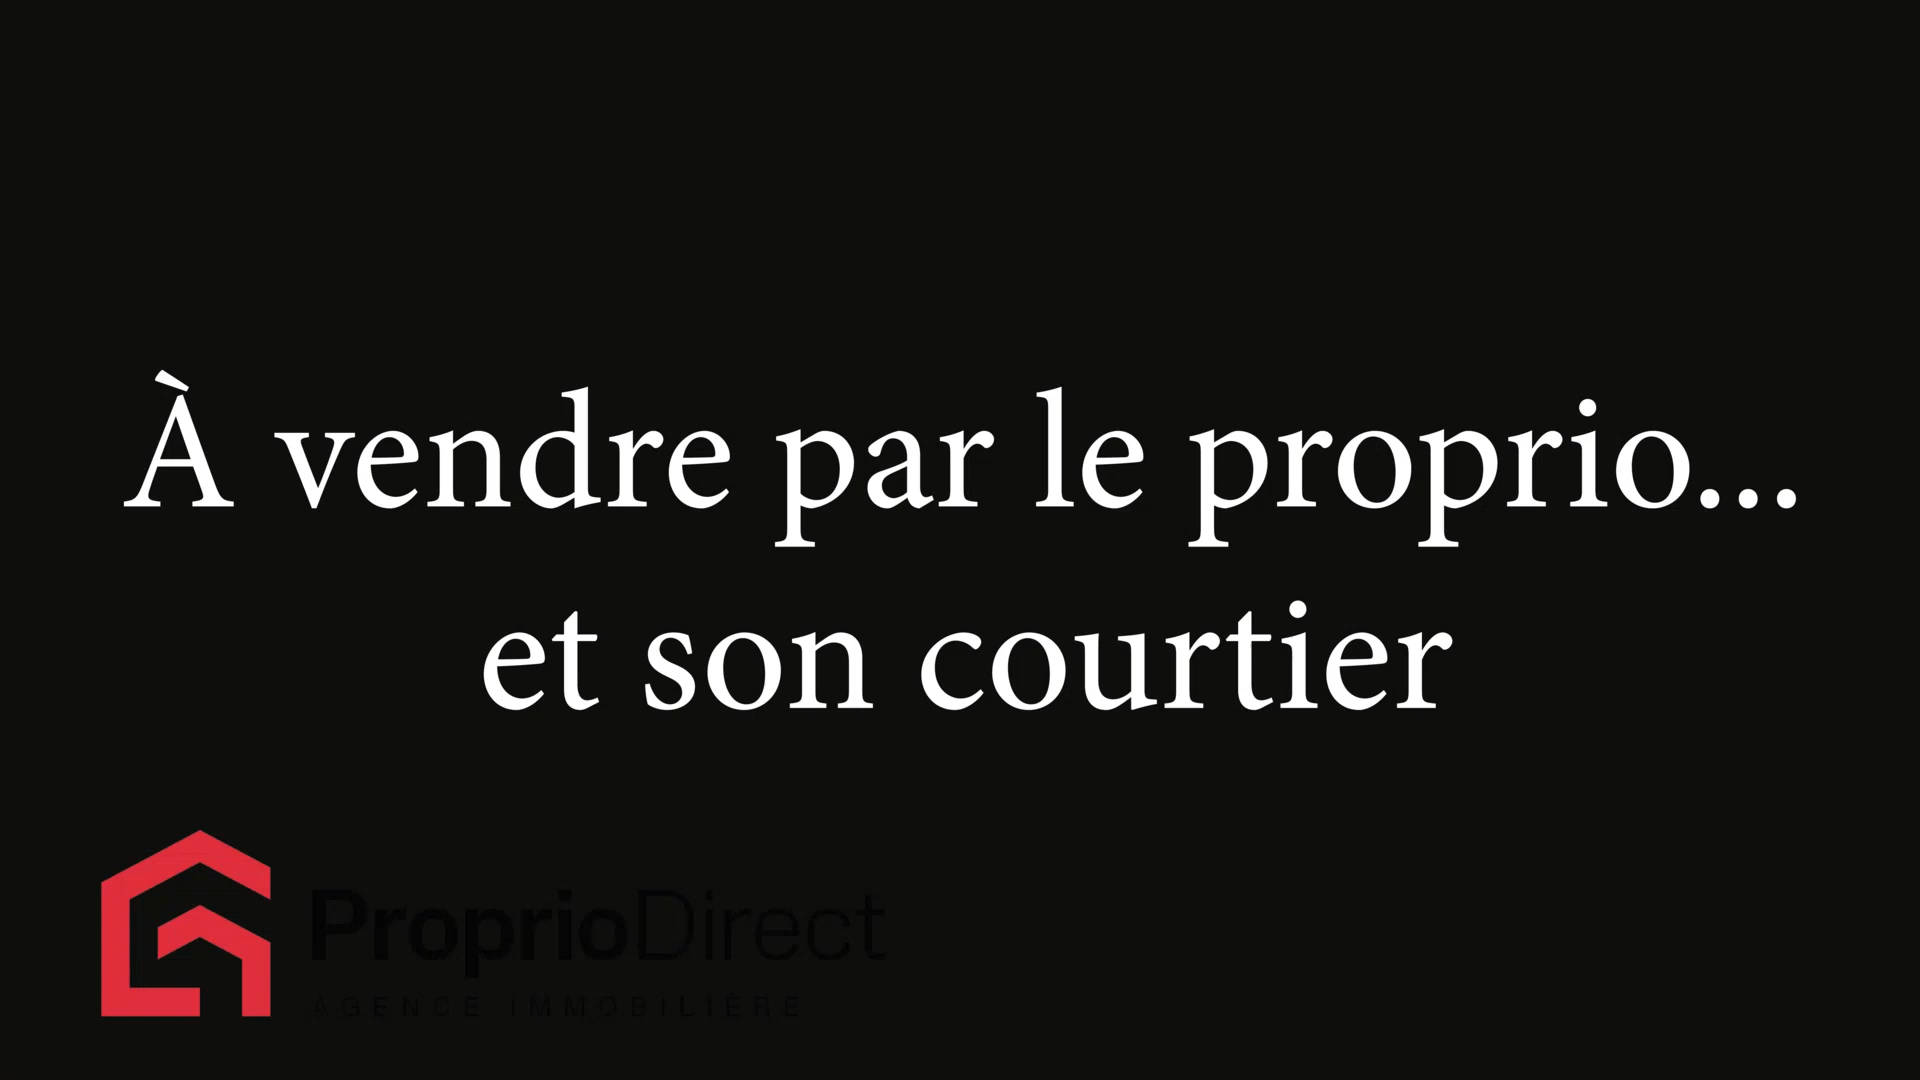 À vendre par le proprio...
et son courtier
ProprioDirect
AGENCE IMMOBILIÈRE